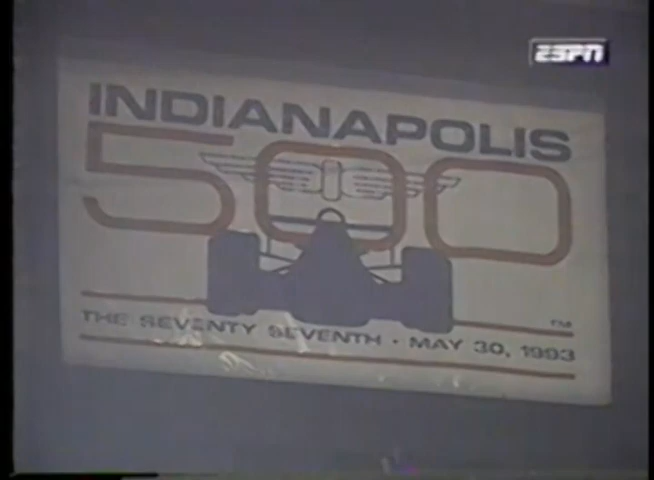 ESPN
INDIANAPOLIS
500
THE SEVENTY SEVENTH · MAY 30, 1993
TM